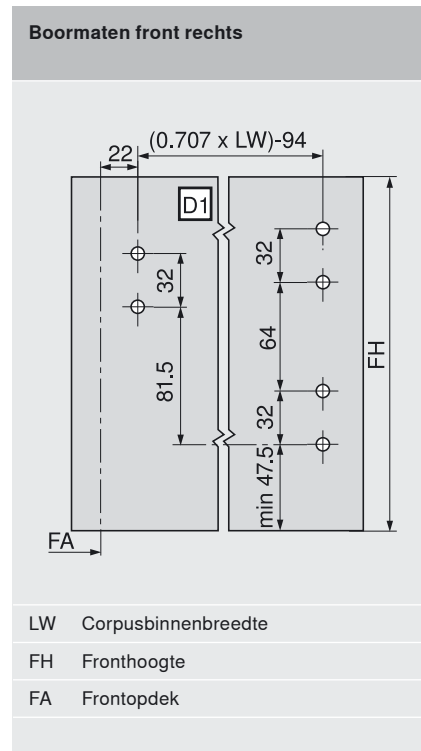 Boormaten front rechts
(0.707 x LW)-94
22
D1
32
32
64
81.5
32
min 47.5
FH
FA
LW Corpusbinnenbreedte
FH Fronthoogte
FA Frontopdek